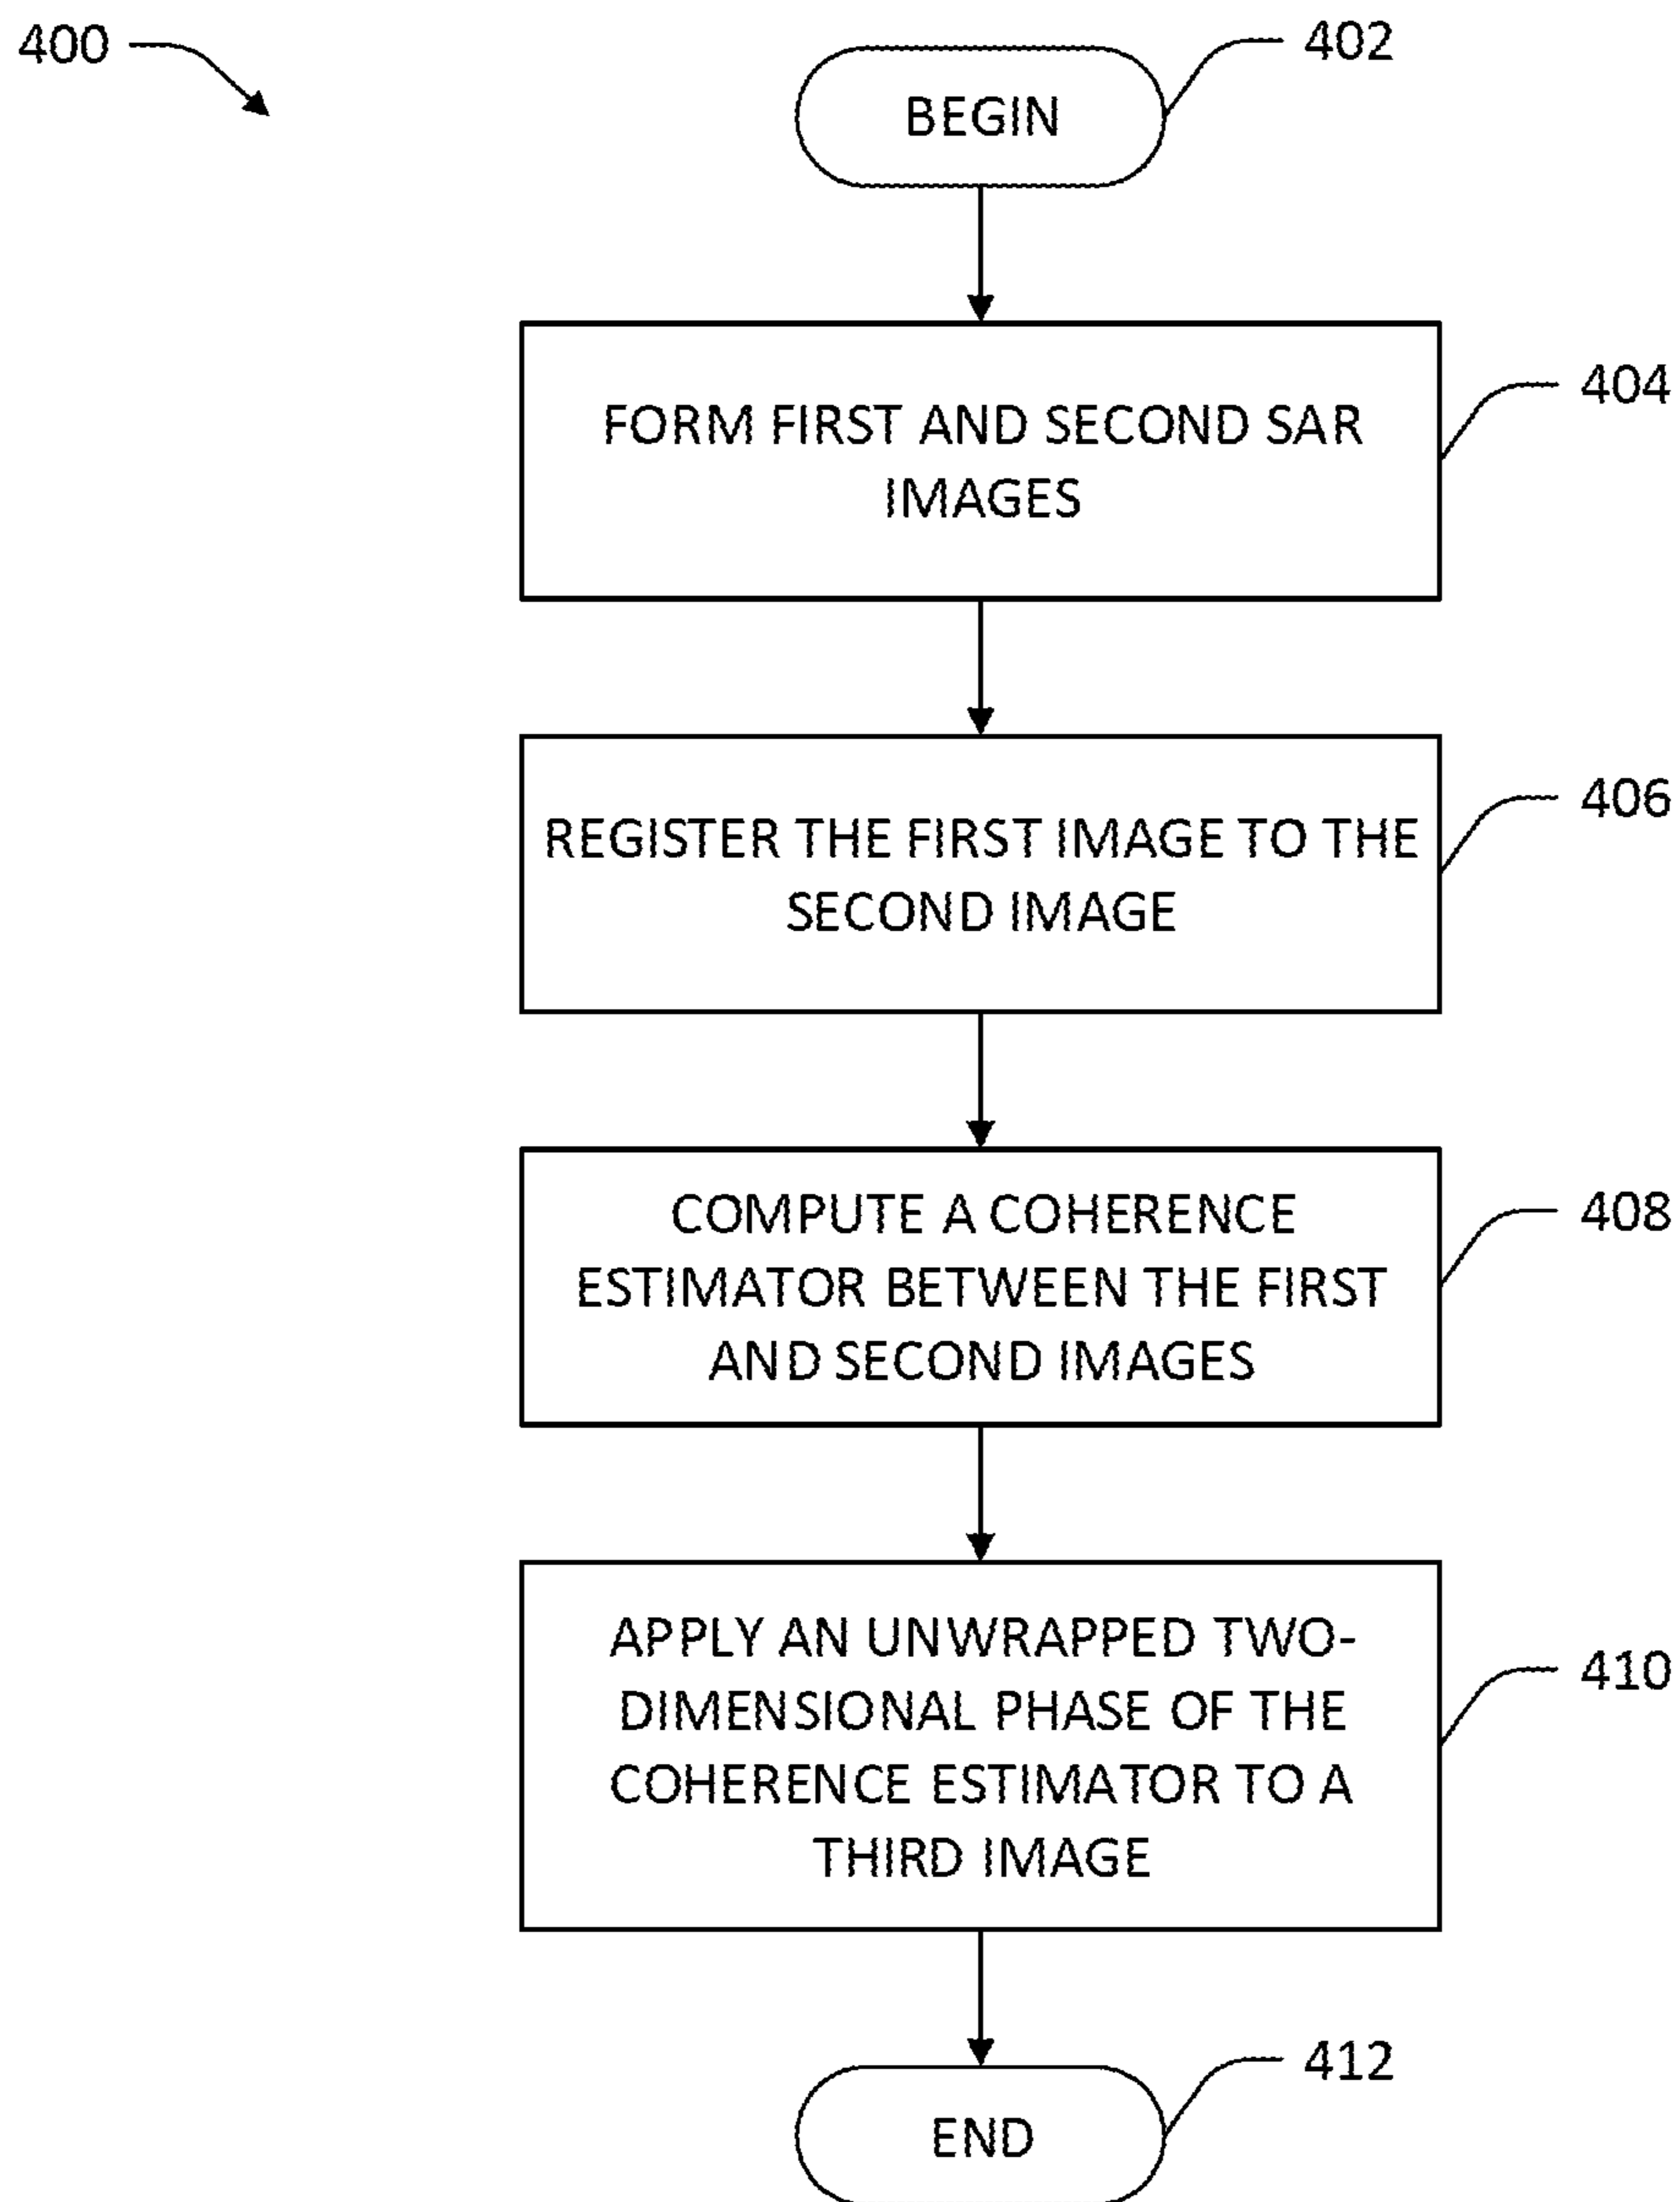 400
402
BEGIN
404
FORM FIRST AND SECOND SAR
IMAGES
406
REGISTER THE FIRST IMAGE TO THE
SECOND IMAGE
408
COMPUTE A COHERENCE
ESTIMATOR BETWEEN THE FIRST
AND SECOND IMAGES
410
APPLY AN UNWRAPPED TWO-
DIMENSIONAL PHASE OF THE
COHERENCE ESTIMATOR TO A
THIRD IMAGE
412
END